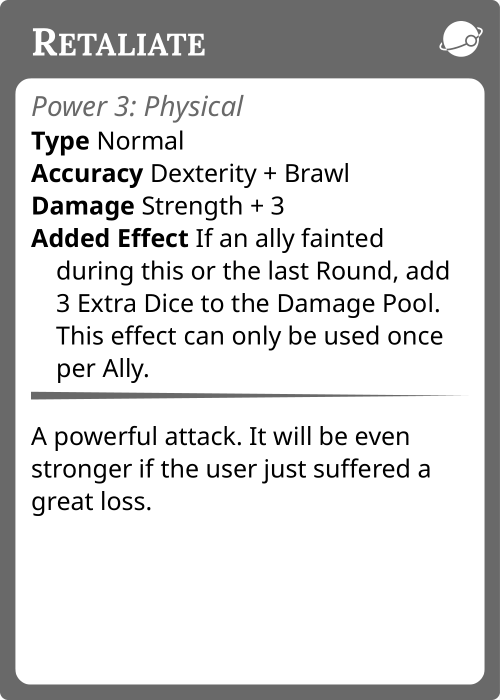 RETALIATE
Power 3: Physical
Type Normal
Accuracy Dexterity + Brawl
Damage Strength + 3
Added Effect If an ally fainted
during this or the last Round, add
3 Extra Dice to the Damage Pool.
This effect can only be used once
per Ally.
A powerful attack. It will be even
stronger if the user just suffered a
great loss.